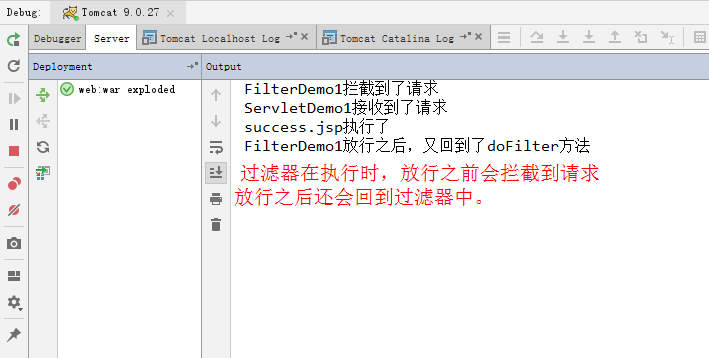 Debug: Tomcat 9.0.27
Debugger Server Tomcat Localhost Log Tomcat Catalina Log
Deployment Output
web:war exploded
FilterDemo1拦截到了请求
ServletDemo1接收到了请求
success.jsp执行了
FilterDemo1放行之后，又回到了doFilter方法
过滤器在执行时，放行之前会拦截到请求
放行之后还会回到过滤器中。